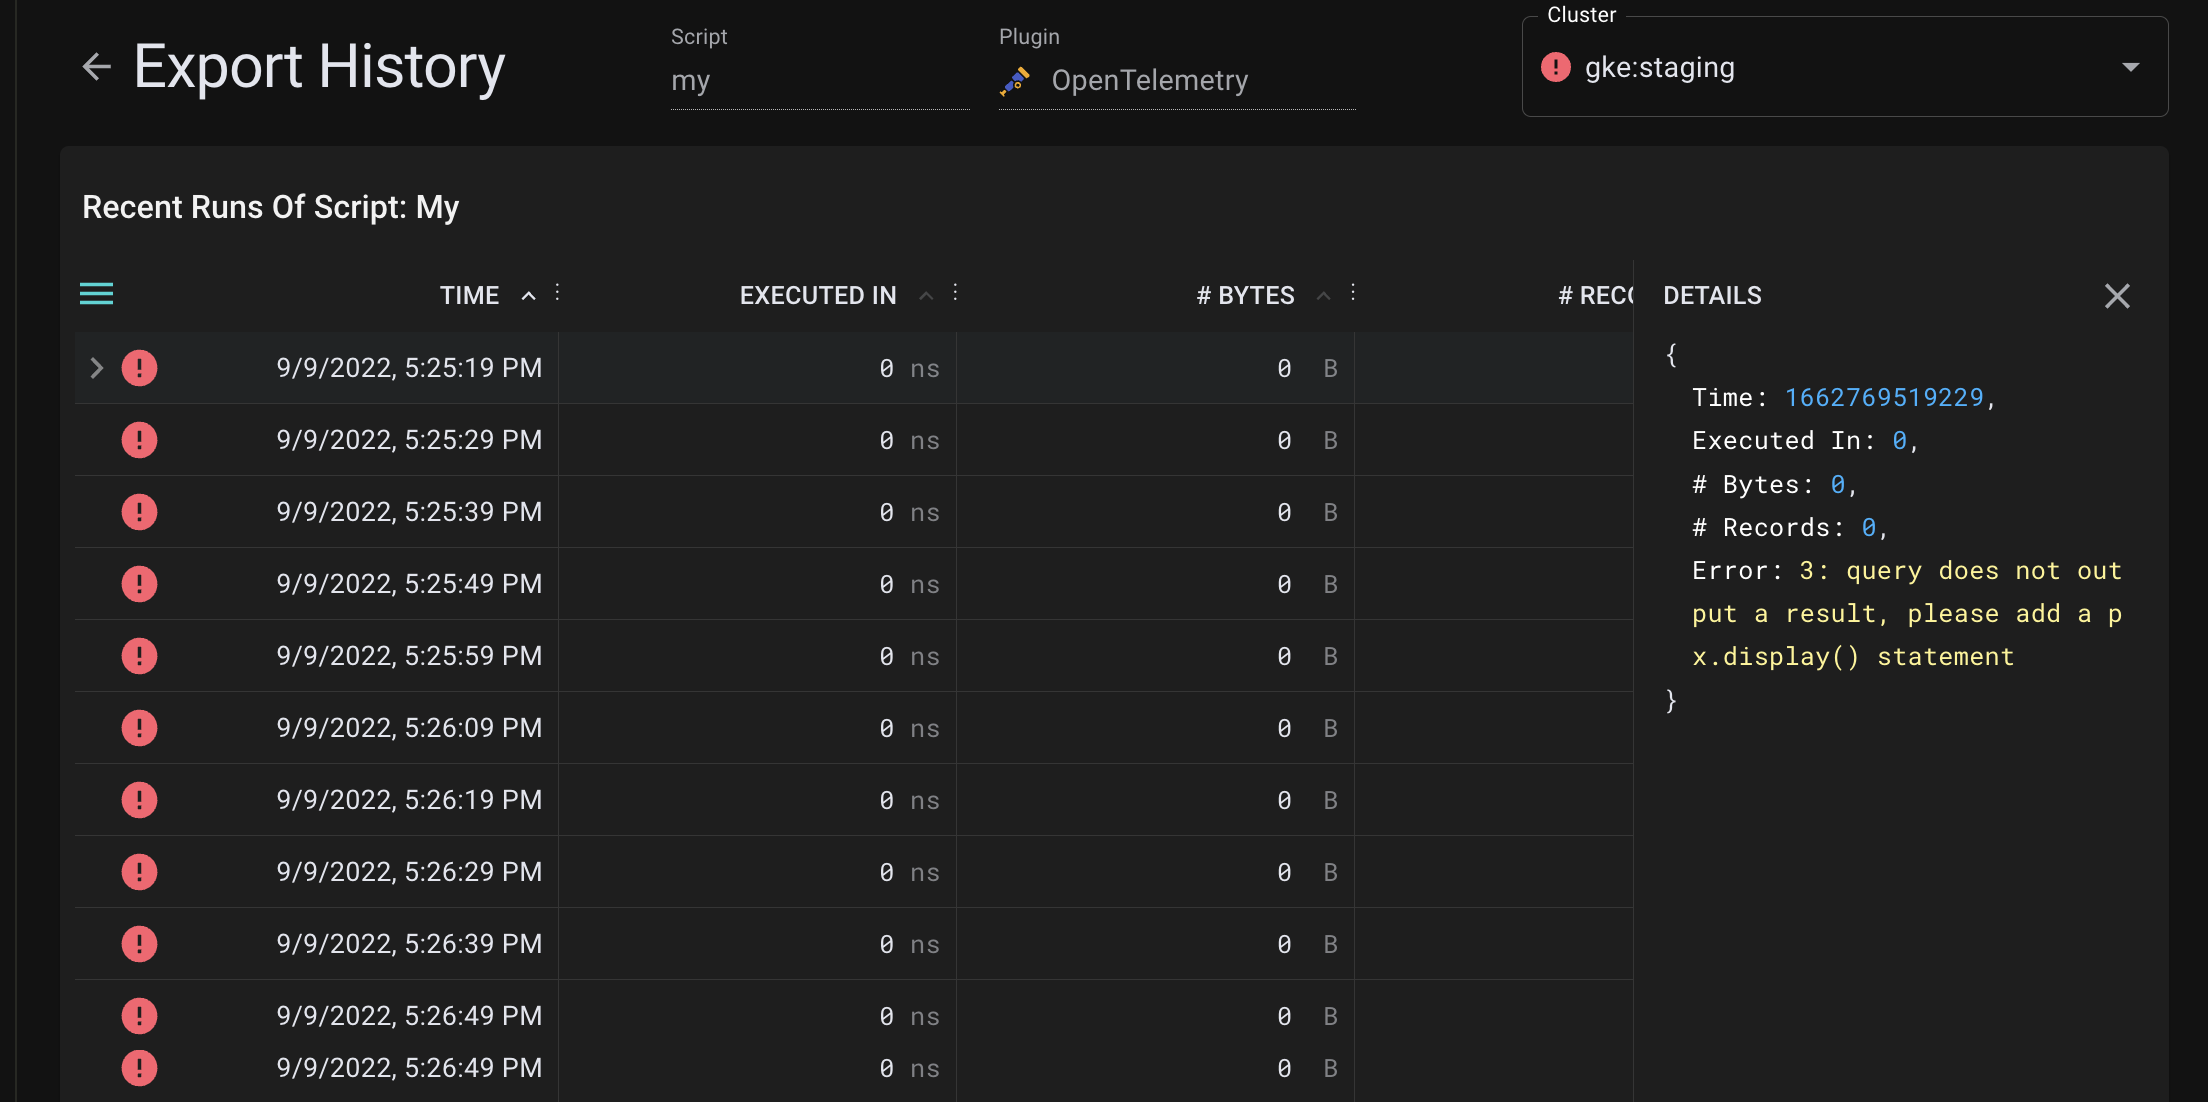 Export History
Script
my
Plugin
OpenTelemetry
Cluster
gke:staging
Recent Runs Of Script: My
TIME
EXECUTED IN
# BYTES
# RECO
9/9/2022, 5:25:19 PM 0 ns 0 B
9/9/2022, 5:25:29 PM 0 ns 0 B
9/9/2022, 5:25:39 PM 0 ns 0 B
9/9/2022, 5:25:49 PM 0 ns 0 B
9/9/2022, 5:25:59 PM 0 ns 0 B
9/9/2022, 5:26:09 PM 0 ns 0 B
9/9/2022, 5:26:19 PM 0 ns 0 B
9/9/2022, 5:26:29 PM 0 ns 0 B
9/9/2022, 5:26:39 PM 0 ns 0 B
9/9/2022, 5:26:49 PM 0 ns 0 B
9/9/2022, 5:26:49 PM 0 ns 0 B
DETAILS
{
Time: 1662769519229,
Executed In: 0,
# Bytes: 0,
# Records: 0,
Error: 3: query does not out
put a result, please add a p
x.display() statement
}